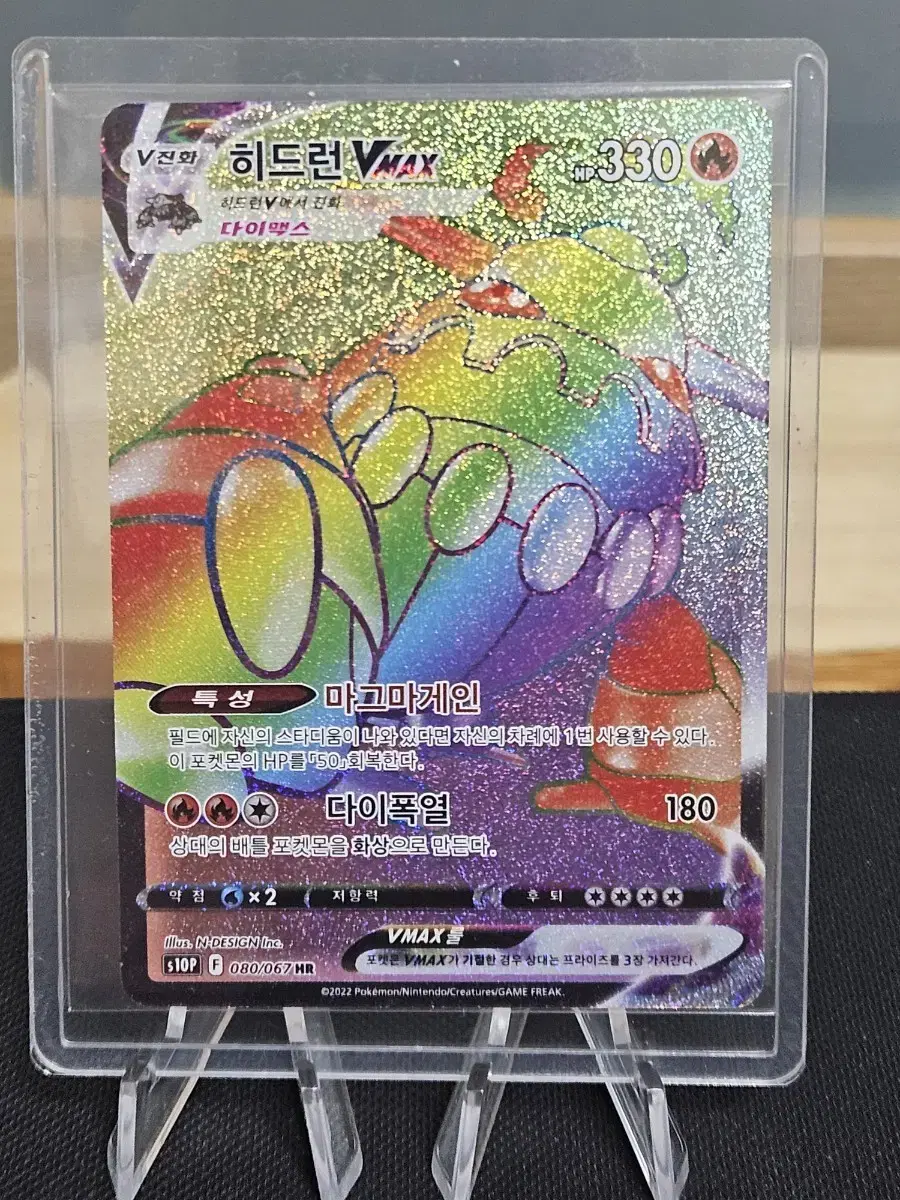 V진화
히드런 VMAX
HP 330
히드런V에서 진화
다이맥스
특성 마그마게인
필드에 자신의 스타디움이 나와 있다면 자신의 차례에 1번 사용할 수 있다.
이 포켓몬의 HP를 「50」회복한다.
다이폭열 180
상대의 배틀 포켓몬을 화상으로 만든다.
약점 ×2 저항력 후퇴
Illus. N-DESIGN Inc.
VMAX룰
s10P F 080/067 HR
포켓몬 VMAX가 기절한 경우 상대는 프라이즈를 3장 가져간다.
©2022 Pokémon/Nintendo/Creatures/GAME FREAK.